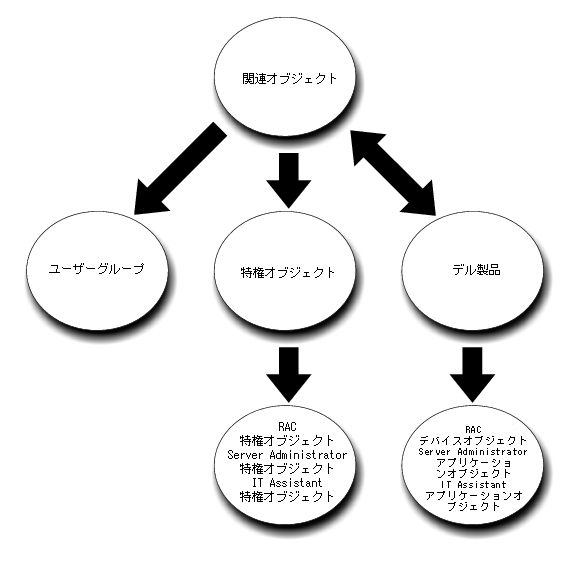 関連オブジェクト
ユーザーグループ
特権オブジェクト
デル製品
RAC
特権オブジェクト
Server Administrator
特権オブジェクト
IT Assistant
特権オブジェクト
RAC
デバイスオブジェクト
Server Administrator
アプリケーショ
ンオブジェクト
IT Assistant
アプリケーションオ
ブジェクト